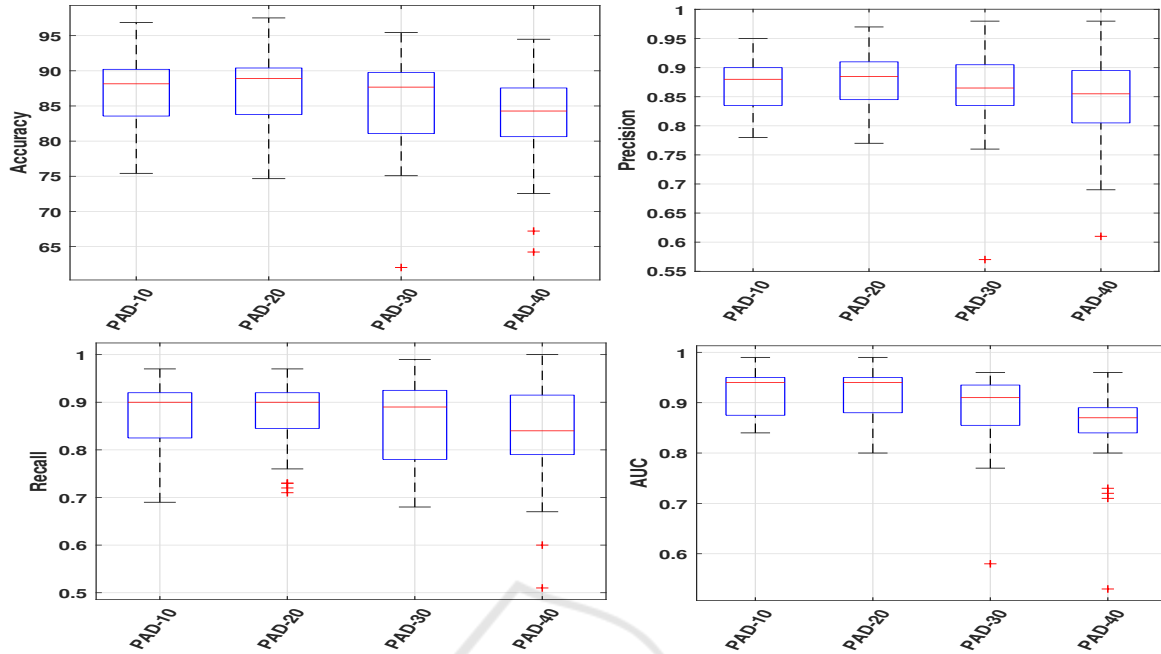 Accuracy
95
90
85
80
75
70
65
PAD-10
PAD-20
PAD-30
PAD-40
Precision
1
0.95
0.9
0.85
0.8
0.75
0.7
0.65
0.6
0.55
PAD-10
PAD-20
PAD-30
PAD-40
Recall
1
0.9
0.8
0.7
0.6
0.5
PAD-10
PAD-20
PAD-30
PAD-40
AUC
1
0.9
0.8
0.7
0.6
PAD-10
PAD-20
PAD-30
PAD-40